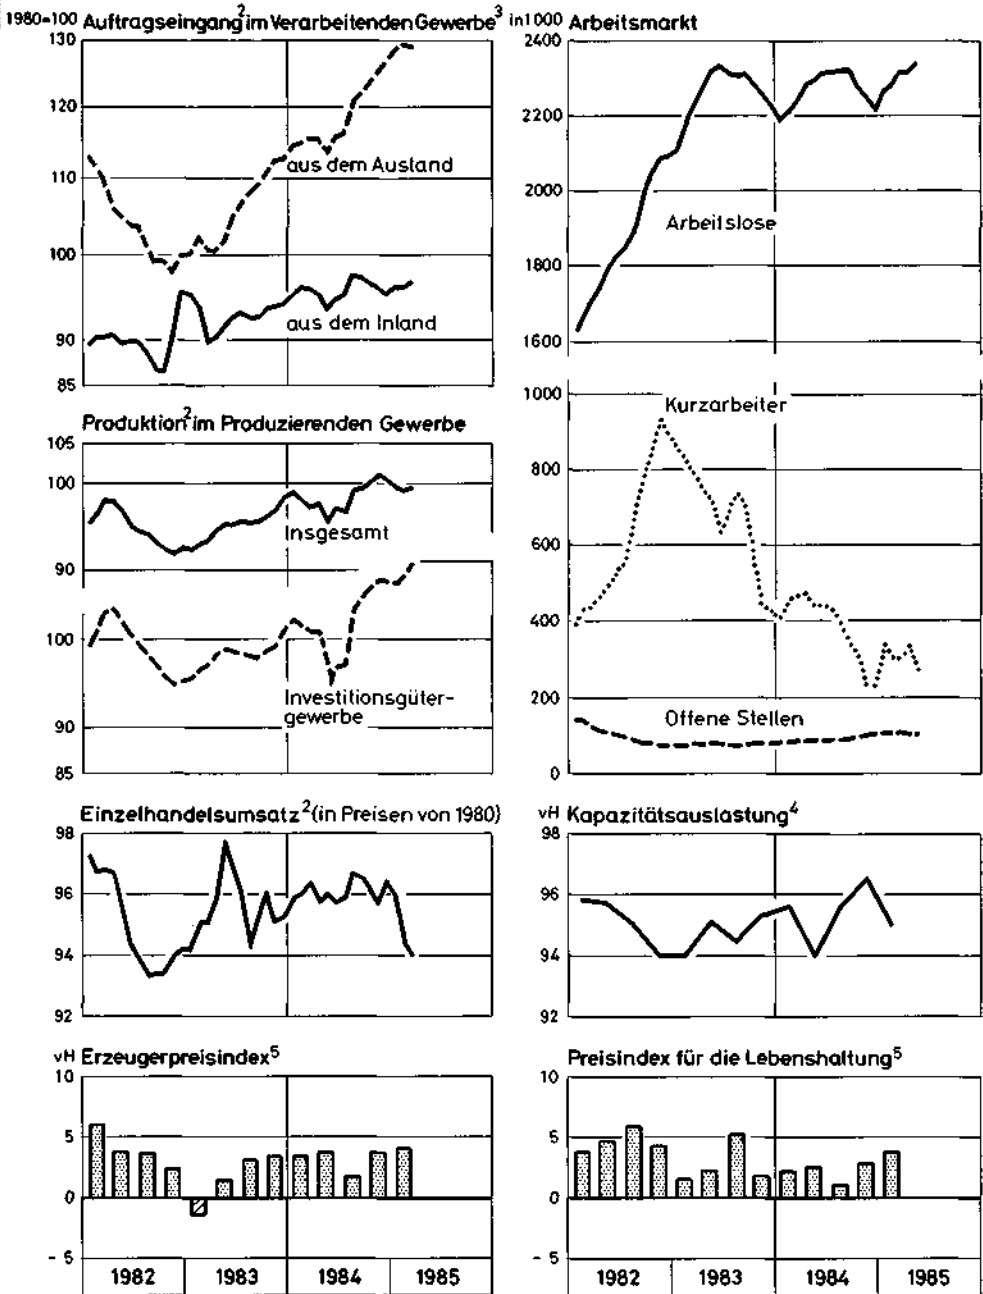 1980=100 Auftragseingang² im Verarbeitenden Gewerbe³
130
120
110
100
90
85
aus dem Ausland
aus dem Inland
Produktion² im Produzierenden Gewerbe
105
100
90
Insgesamt
100
90
85
Investitionsgüter-
gewerbe
Einzelhandelsumsatz² (in Preisen von 1980)
98
96
94
92
vH Erzeugerpreisindex⁵
10
5
0
- 5
1982 1983 1984 1985
in 1000 Arbeitsmarkt
2400
2200
2000
1800
1600
Arbeitslose
1000
800
600
400
200
0
Kurzarbeiter
Offene Stellen
vH Kapazitätsauslastung⁴
98
96
94
92
Preisindex für die Lebenshaltung⁵
10
5
0
- 5
1982 1983 1984 1985